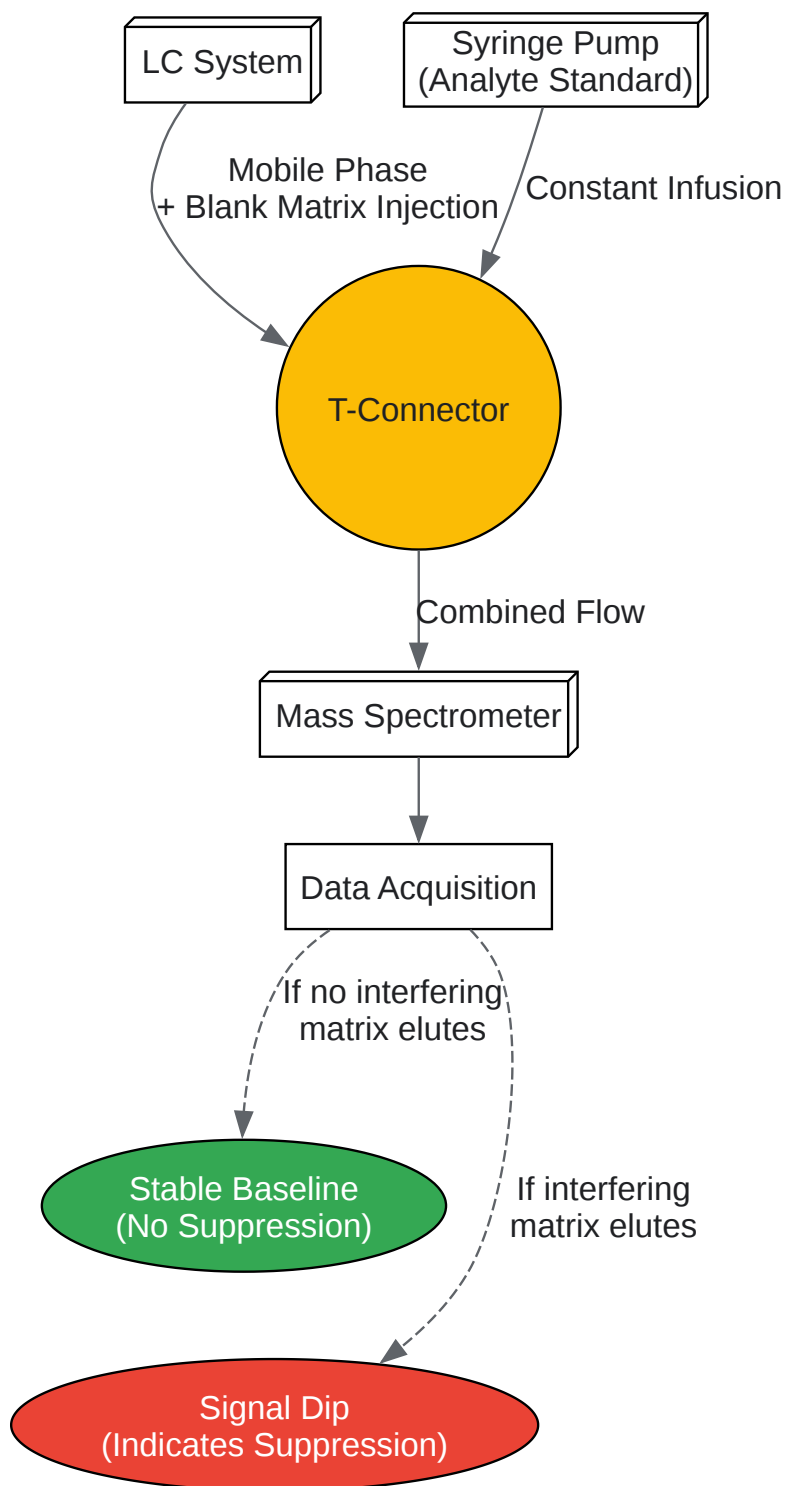 LC System
Syringe Pump
(Analyte Standard)
Mobile Phase
+ Blank Matrix Injection
Constant Infusion
T-Connector
Combined Flow
Mass Spectrometer
Data Acquisition
If no interfering
matrix elutes
Stable Baseline
(No Suppression)
If interfering
matrix elutes
Signal Dip
(Indicates Suppression)